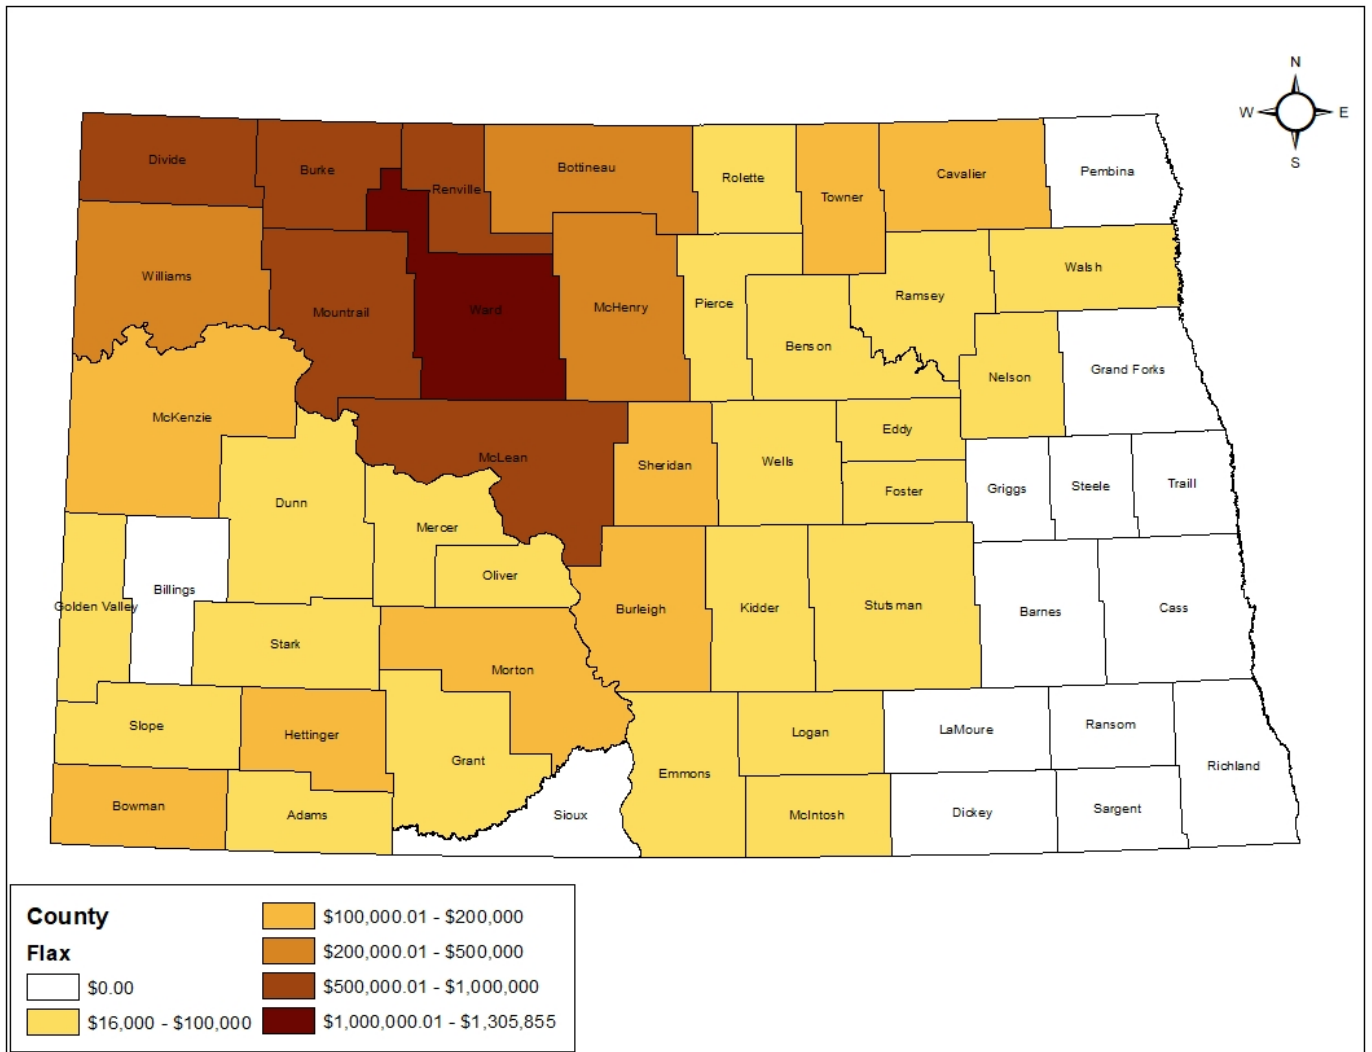 N
W E
S
Divide
Burke
Renville
Bottineau
Rolette
Towner
Cavalier
Pembina
Williams
Mountrail
Ward
McHenry
Pierce
Benson
Ramsey
Walsh
Nelson
Grand Forks
McKenzie
Dunn
McLean
Sheridan
Wells
Eddy
Foster
Griggs
Steele
Traill
Mercer
Oliver
Golden Valley
Billings
Stark
Burleigh
Kidder
Stutsman
Barnes
Cass
Morton
Slope
Hettinger
Grant
Emmons
Logan
LaMoure
Ransom
Richland
Bowman
Adams
Sioux
McIntosh
Dickey
Sargent
County
Flax
$0.00
$16,000 - $100,000
$100,000.01 - $200,000
$200,000.01 - $500,000
$500,000.01 - $1,000,000
$1,000,000.01 - $1,305,855